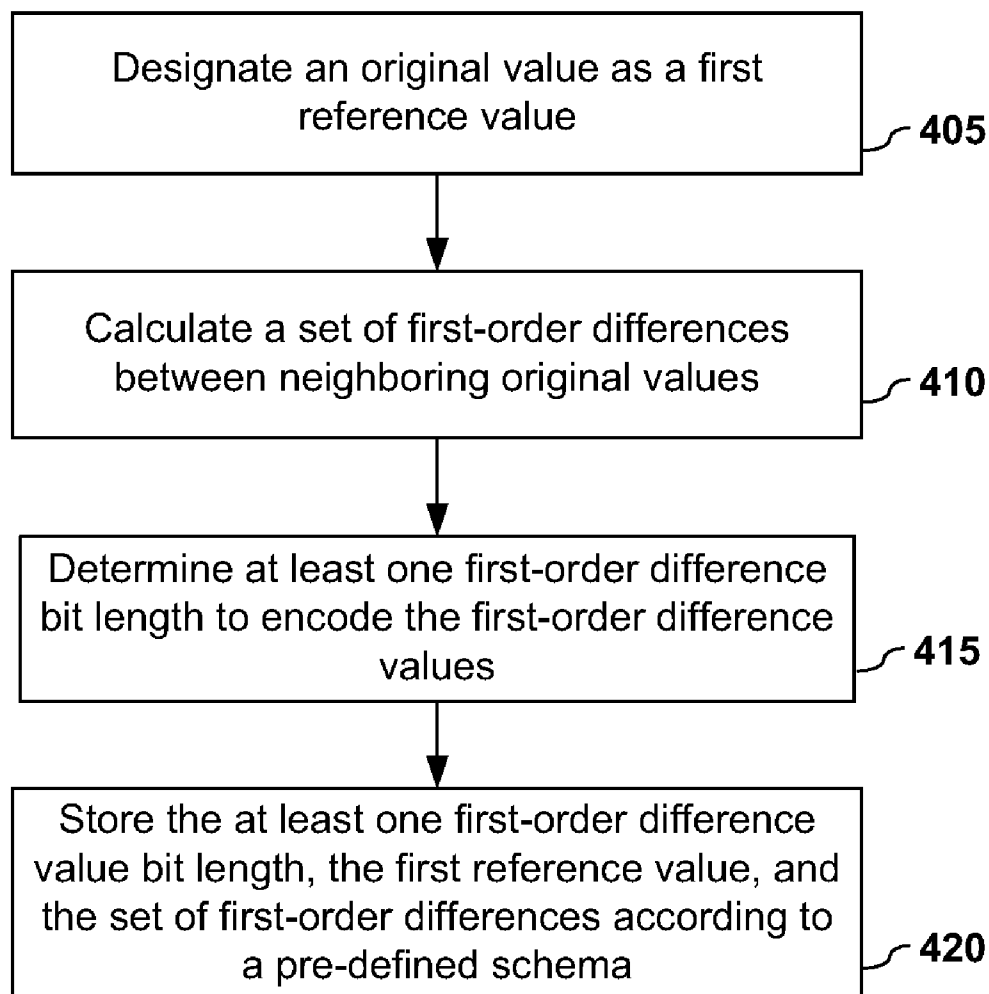 Designate an original value as a first
reference value
405
Calculate a set of first-order differences
between neighboring original values
410
Determine at least one first-order difference
bit length to encode the first-order difference
values
415
Store the at least one first-order difference
value bit length, the first reference value, and
the set of first-order differences according to
a pre-defined schema
420